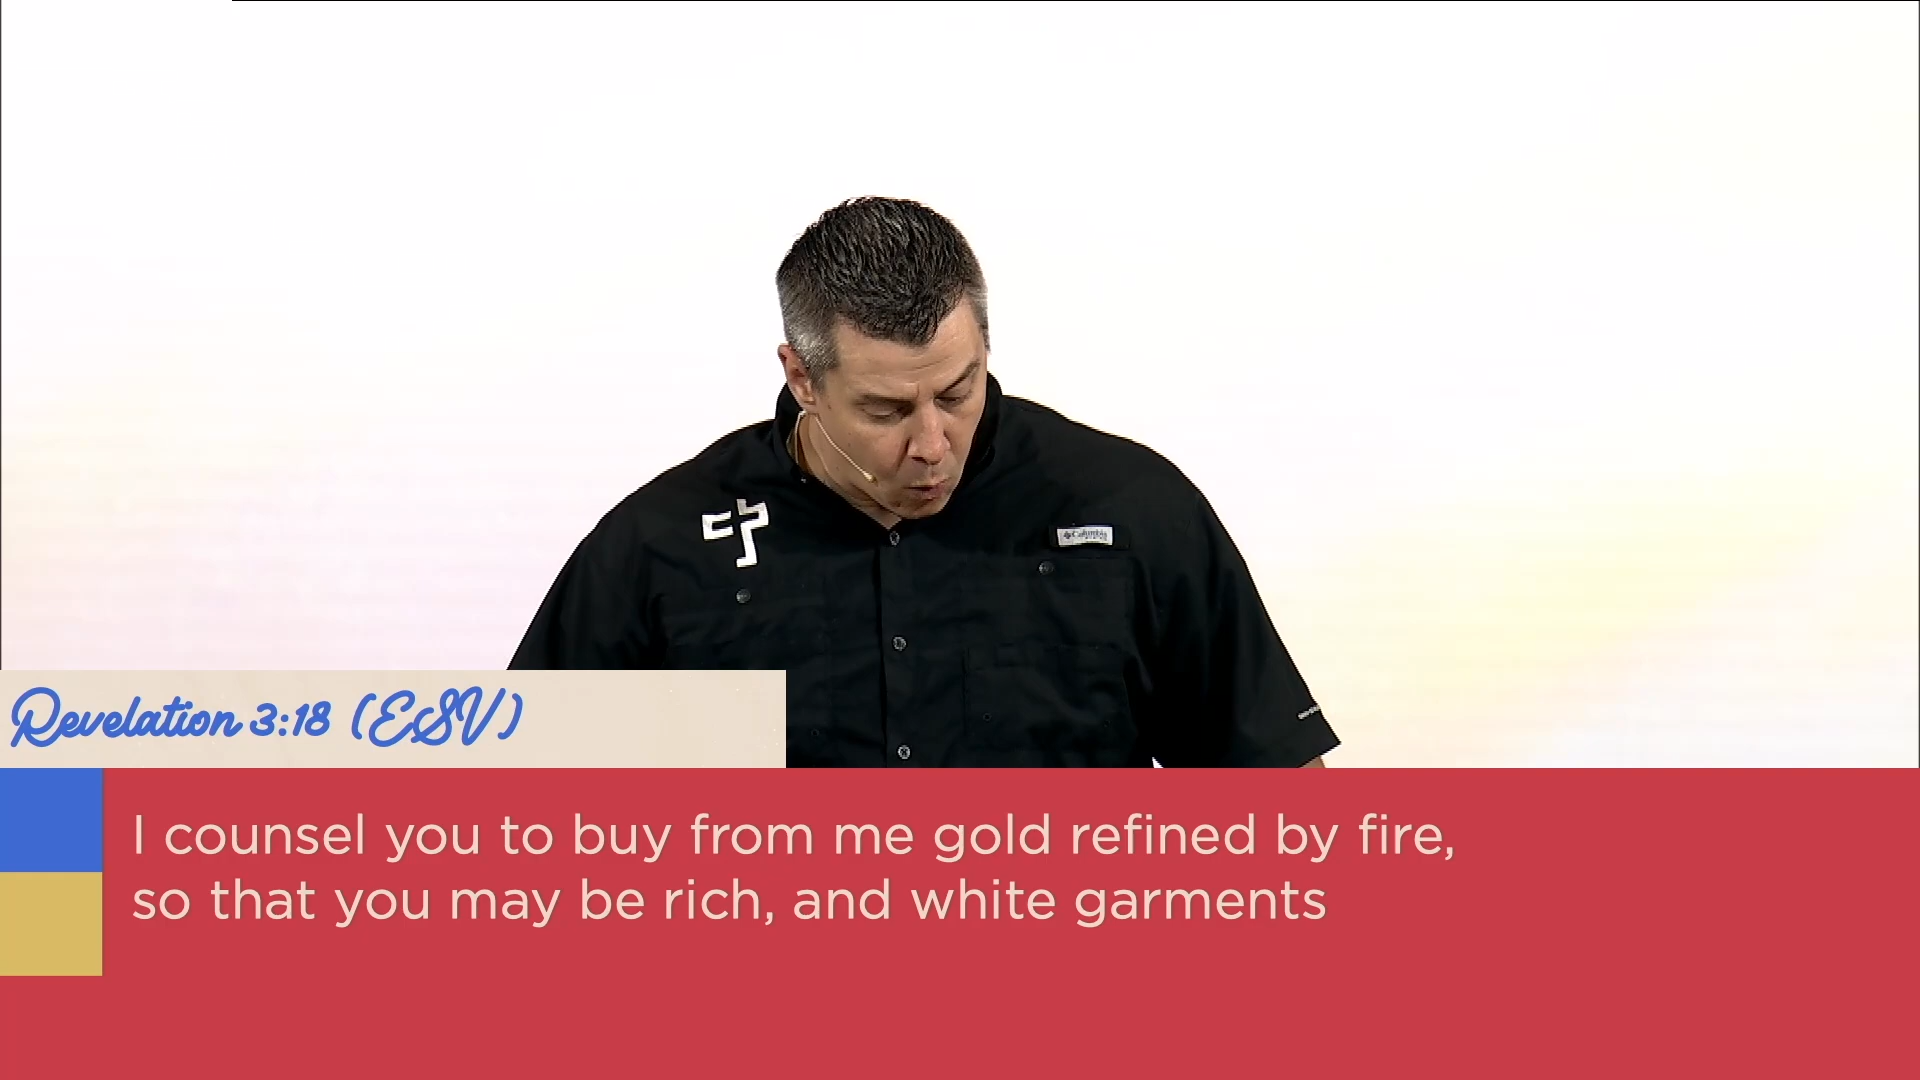 Columbia
Revelation 3:18 (ESV)
I counsel you to buy from me gold refined by fire,
so that you may be rich, and white garments